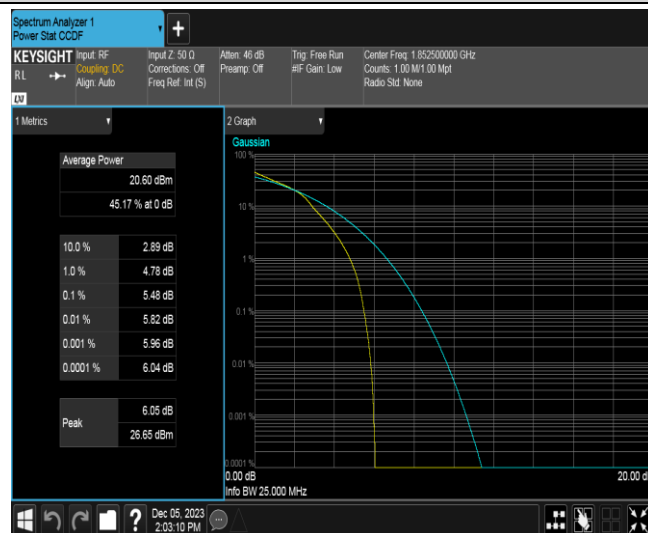 Spectrum Analyzer 1
Power Stat CCDF
KEYSIGHT
RL
Input: RF
Coupling: DC
Align: Auto
Input Z: 50 Ω
Corrections: Off
Freq Ref: Int (S)
Atten: 46 dB
Preamp: Off
Trig: Free Run
#IF Gain: Low
Center Freq: 1.852500000 GHz
Counts: 1.00 M/1.00 Mpt
Radio Std: None
1 Metrics
Average Power
20.60 dBm
45.17 % at 0 dB
10.0 % 2.89 dB
1.0 % 4.78 dB
0.1 % 5.48 dB
0.01 % 5.82 dB
0.001 % 5.96 dB
0.0001 % 6.04 dB
Peak
6.05 dB
26.65 dBm
2 Graph
Gaussian
100 %
10 %
1 %
0.1 %
0.01 %
0.001 %
0.0001 %
0.00 dB
20.00 d
Info BW 25.000 MHz
Dec 05, 2023
2:03:10 PM